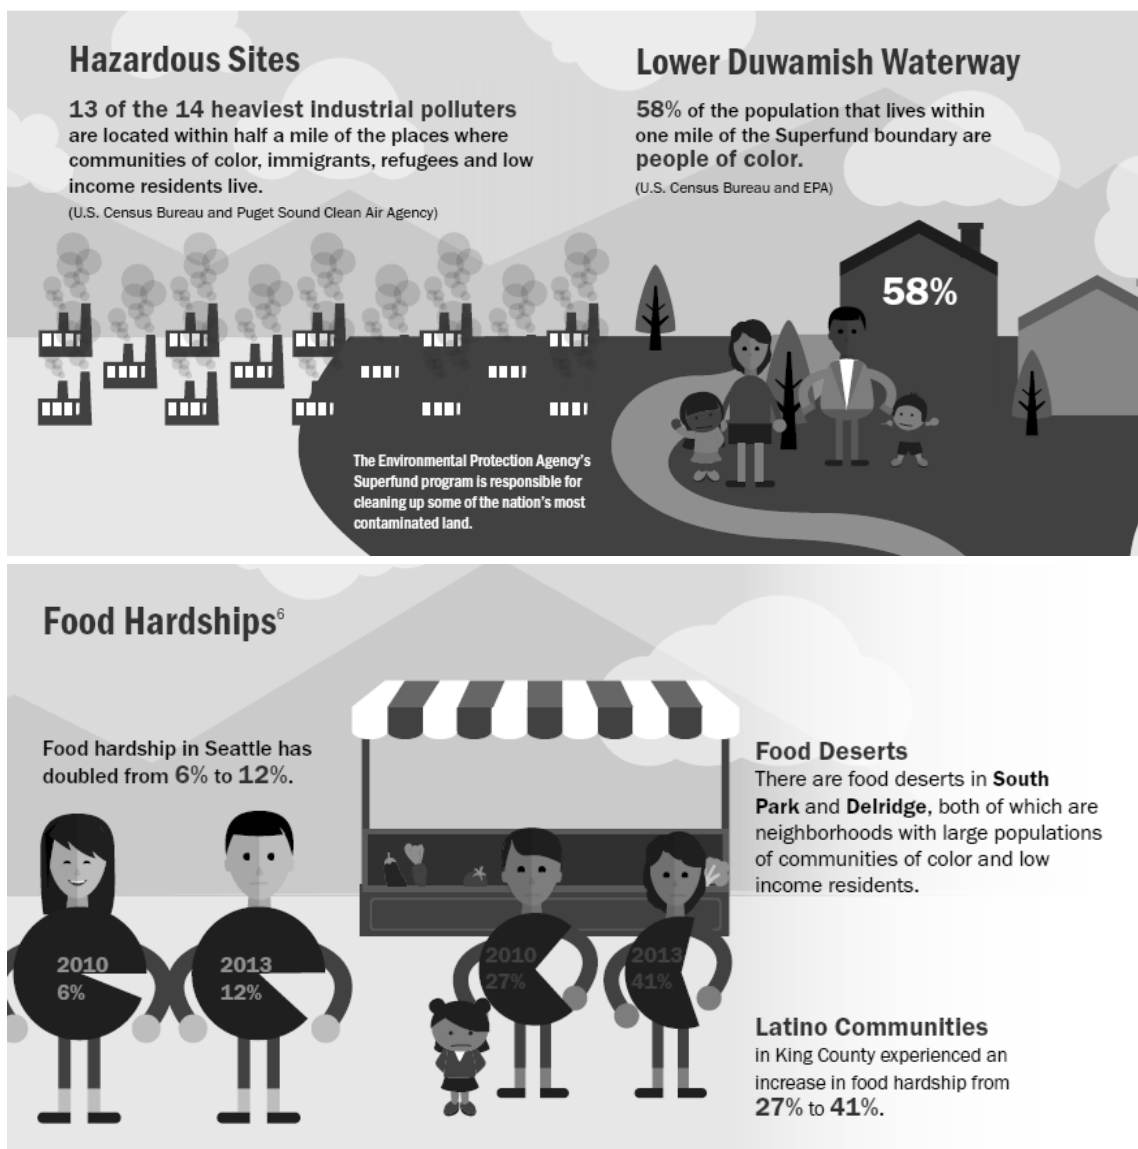 Hazardous Sites
13 of the 14 heaviest industrial polluters
are located within half a mile of the places where
communities of color, immigrants, refugees and low
income residents live.
(U.S. Census Bureau and Puget Sound Clean Air Agency)
Lower Duwamish Waterway
58% of the population that lives within
one mile of the Superfund boundary are
people of color.
(U.S. Census Bureau and EPA)
58%
The Environmental Protection Agency's
Superfund program is responsible for
cleaning up some of the nation's most
contaminated land.
Food Hardships6
Food hardship in Seattle has
doubled from 6% to 12%.
2010
6%
2013
12%
2010
27%
2013
41%
Food Deserts
There are food deserts in South
Park and Delridge, both of which are
neighborhoods with large populations
of communities of color and low
income residents.
Latino Communities
in King County experienced an
increase in food hardship from
27% to 41%.